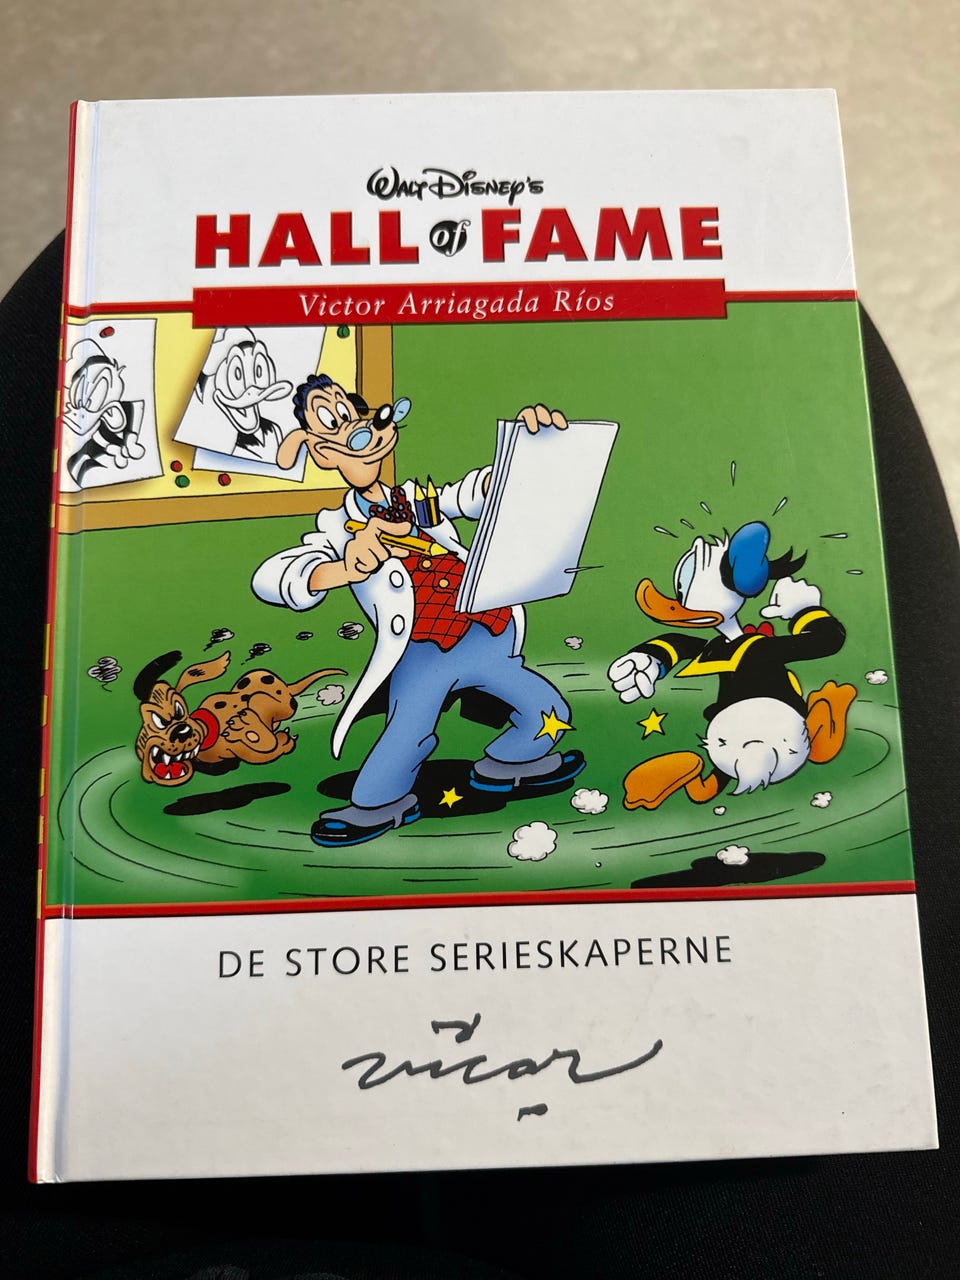 WALT DISNEY'S
HALL of FAME
Victor Arriagada Ríos
DE STORE SERIESKAPERNE
Vicar